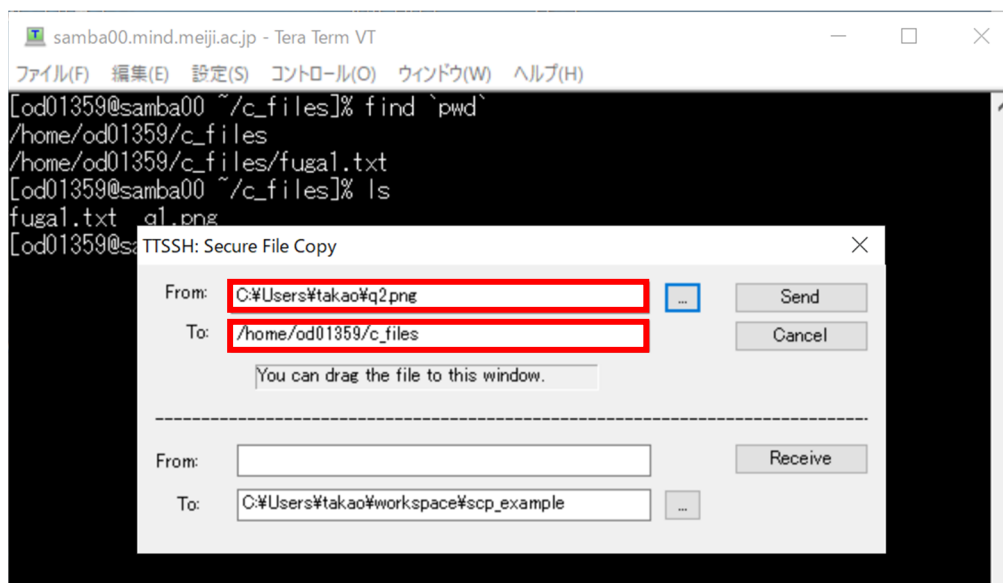 samba00.mind.meiji.ac.jp - Tera Term VT
ファイル(F) 編集(E) 設定(S) コントロール(O) ウィンドウ(W) ヘルプ(H)
[od01359@samba00 ~/c_files]% find `pwd`
/home/od01359/c_files
/home/od01359/c_files/fuga1.txt
[od01359@samba00 ~/c_files]% ls
fuga1.txt q1.png
[od01359@sa
TTSSH: Secure File Copy
From: C:¥Users¥takao¥q2.png ... Send
To: /home/od01359/c_files Cancel
You can drag the file to this window.
From: Receive
To: C:¥Users¥takao¥workspace¥scp_example ...